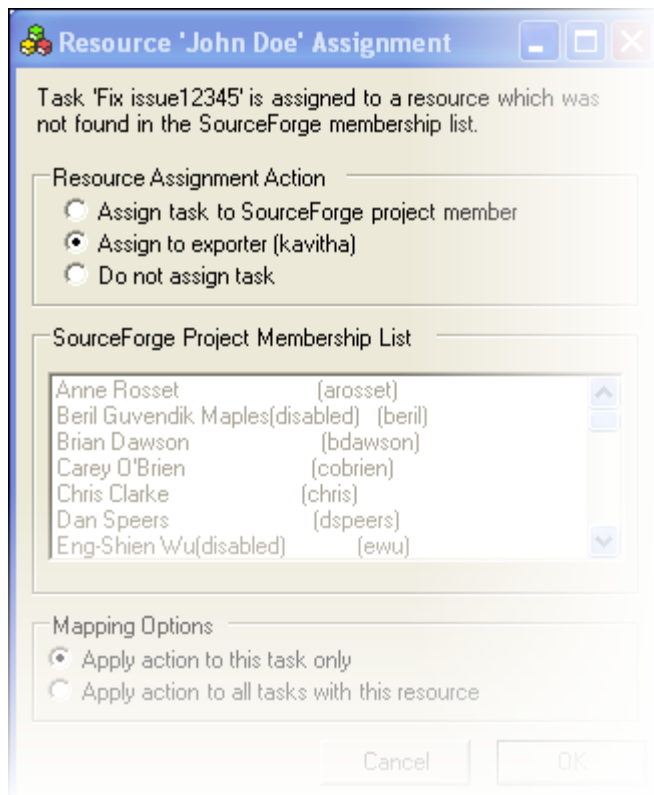 Resource 'John Doe' Assignment
Task 'Fix issue12345' is assigned to a resource which was
not found in the SourceForge membership list.
Resource Assignment Action
Assign task to SourceForge project member
Assign to exporter (kavitha)
Do not assign task
SourceForge Project Membership List
Anne Rosset (arosset)
Beril Guvendik Maples(disabled) (beril)
Brian Dawson (bdawson)
Carey O'Brien (cobrien)
Chris Clarke (chris)
Dan Speers (dspeers)
Eng-Shien Wu(disabled) (ewu)
Mapping Options
Apply action to this task only
Apply action to all tasks with this resource
Cancel OK